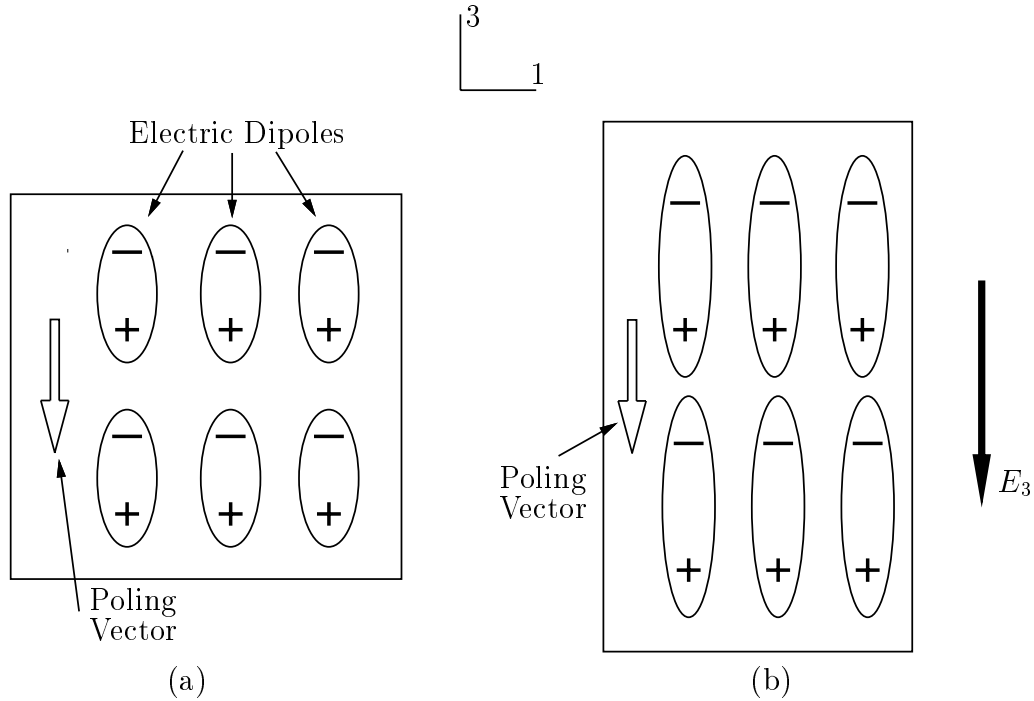 3
1
Electric Dipoles
− − −
+ + +
− − −
+ + +
Poling
Vector
(a)
− − −
+ + +
− − −
+ + +
Poling
Vector
E₃
(b)